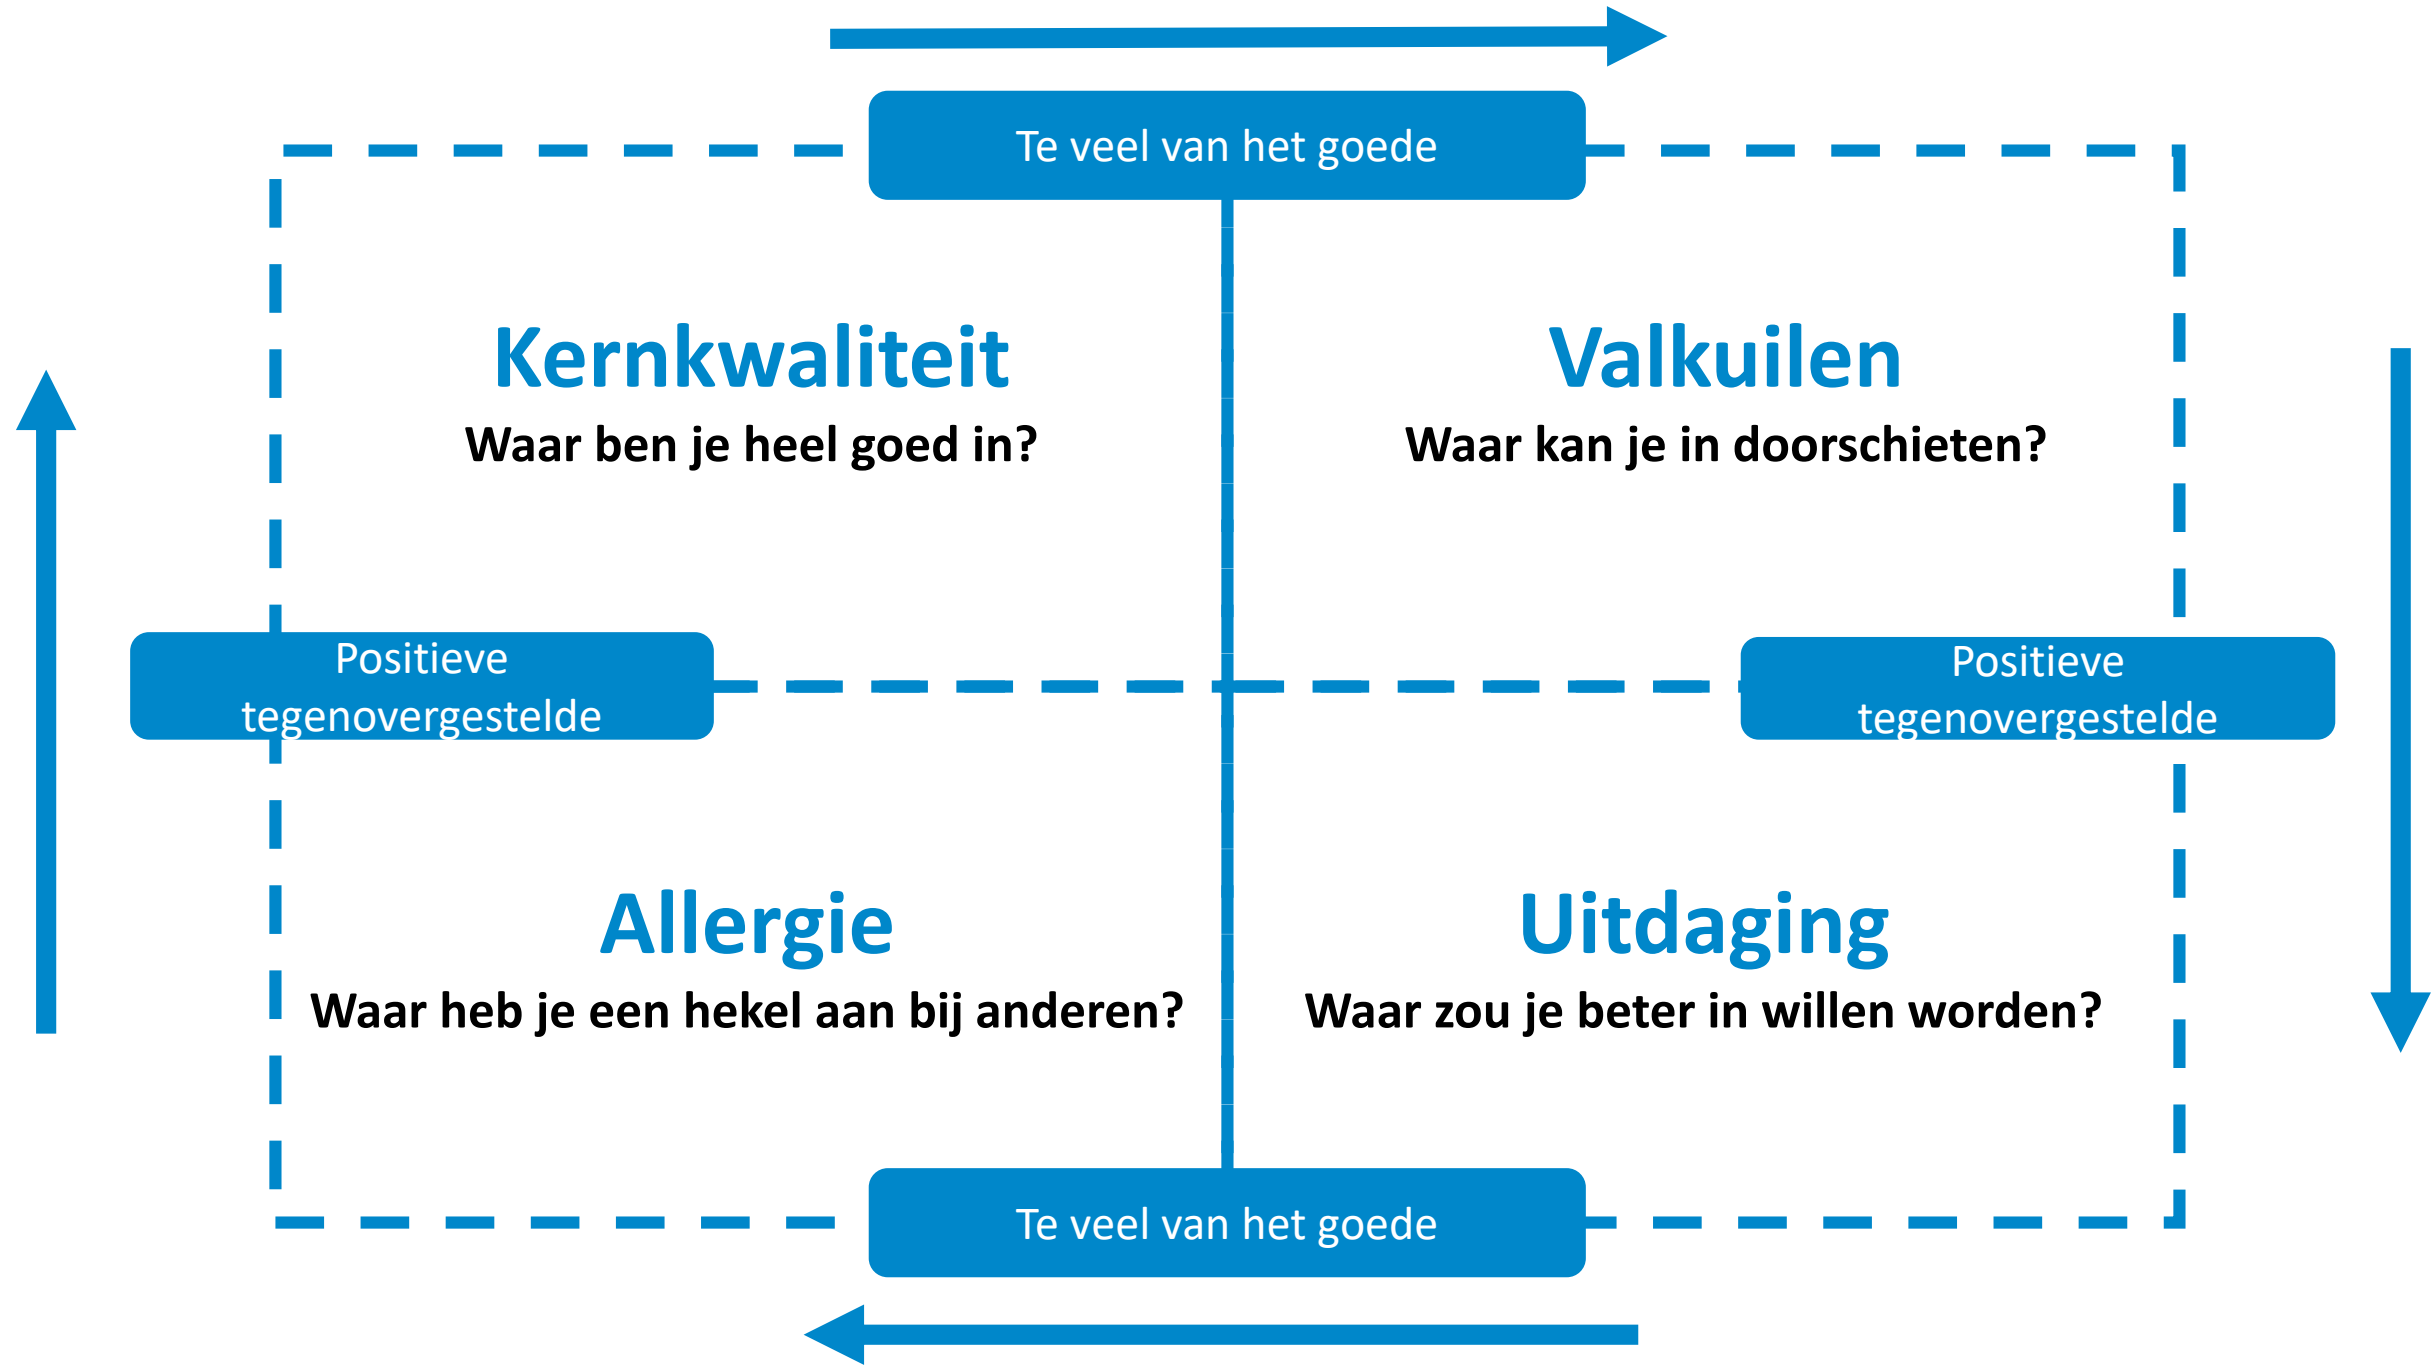 Te veel van het goede
Kernkwaliteit
Waar ben je heel goed in?
Valkuilen
Waar kan je in doorschieten?
Positieve
tegenovergestelde
Positieve
tegenovergestelde
Allergie
Waar heb je een hekel aan bij anderen?
Uitdaging
Waar zou je beter in willen worden?
Te veel van het goede